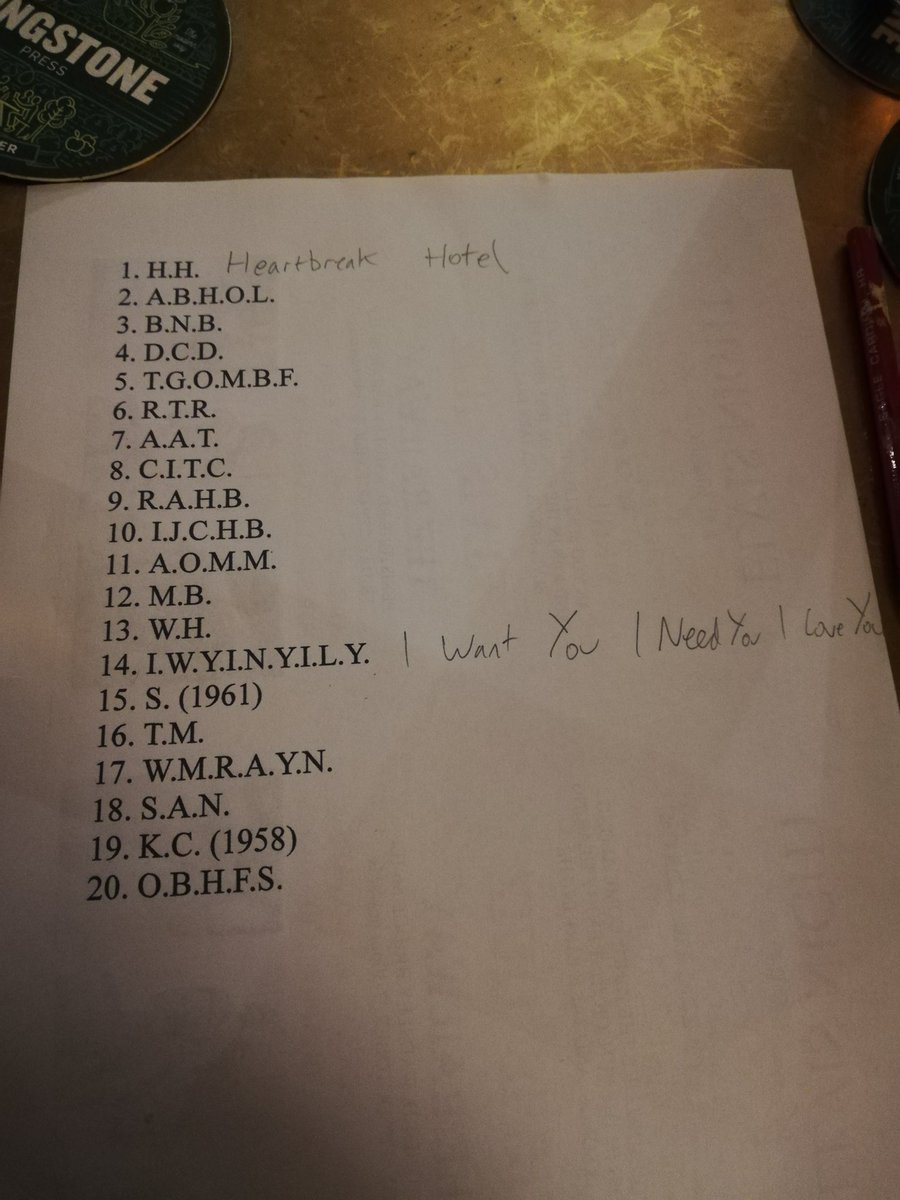 NGSTONE
PRESS
ER
1. H.H. Heartbreak Hotel
2. A.B.H.O.L.
3. B.N.B.
4. D.C.D.
5. T.G.O.M.B.F.
6. R.T.R.
7. A.A.T.
8. C.I.T.C.
9. R.A.H.B.
10. I.J.C.H.B.
11. A.O.M.M.
12. M.B.
13. W.H.
14. I.W.Y.I.N.Y.I.L.Y. I Want You I Need You I Love You
15. S. (1961)
16. T.M.
17. W.M.R.A.Y.N.
18. S.A.N.
19. K.C. (1958)
20. O.B.H.F.S.